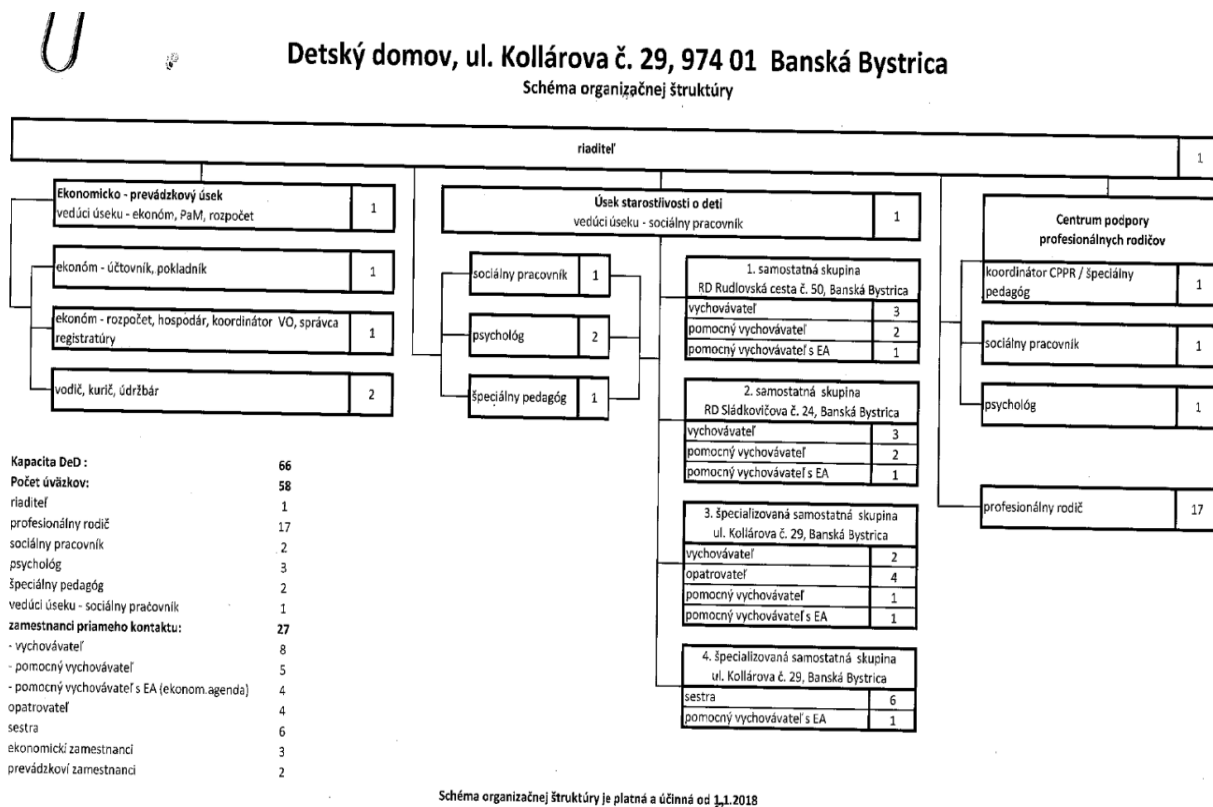 Detský domov, ul. Kollárova č. 29, 974 01 Banská Bystrica
Schéma organizačnej štruktúry
riaditeľ 1
Ekonomicko - prevádzkový úsek
vedúci úseku - ekonóm, PaM, rozpočet 1
ekonóm - účtovník, pokladník 1
ekonóm - rozpočet, hospodár, koordinátor VO, správca
registratúry 1
vodič, kurič, údržbár 2
Úsek starostlivosti o deti
vedúci úseku - sociálny pracovník 1
sociálny pracovník 1
psychológ 2
špeciálny pedagóg 1
1. samostatná skupina
RD Rudlovská cesta č. 50, Banská Bystrica
vychovávateľ 3
pomocný vychovávateľ 2
pomocný vychovávateľ s EA 1
2. samostatná skupina
RD Sládkovičova č. 24, Banská Bystrica
vychovávateľ 3
pomocný vychovávateľ 2
pomocný vychovávateľ s EA 1
3. špecializovaná samostatná skupina
ul. Kollárova č. 29, Banská Bystrica
vychovávateľ 2
opatrovateľ 4
pomocný vychovávateľ 1
pomocný vychovávateľ s EA 1
4. špecializovaná samostatná skupina
ul. Kollárova č. 29, Banská Bystrica
sestra 6
pomocný vychovávateľ s EA 1
Centrum podpory
profesionálnych rodičov
koordinátor CPPR / špeciálny
pedagóg 1
sociálny pracovník 1
psychológ 1
profesionálny rodič 17
Kapacita DeD : 66
Počet úväzkov: 58
riaditeľ 1
profesionálny rodič 17
sociálny pracovník 2
psychológ 3
špeciálny pedagóg 2
vedúci úseku - sociálny pracovník 1
zamestnanci priameho kontaktu: 27
- vychovávateľ 8
- pomocný vychovávateľ 5
- pomocný vychovávateľ s EA (ekonom.agenda) 4
opatrovateľ 4
sestra 6
ekonomickí zamestnanci 3
prevádzkoví zamestnanci 2
Schéma organizačnej štruktúry je platná a účinná od 1.1.2018